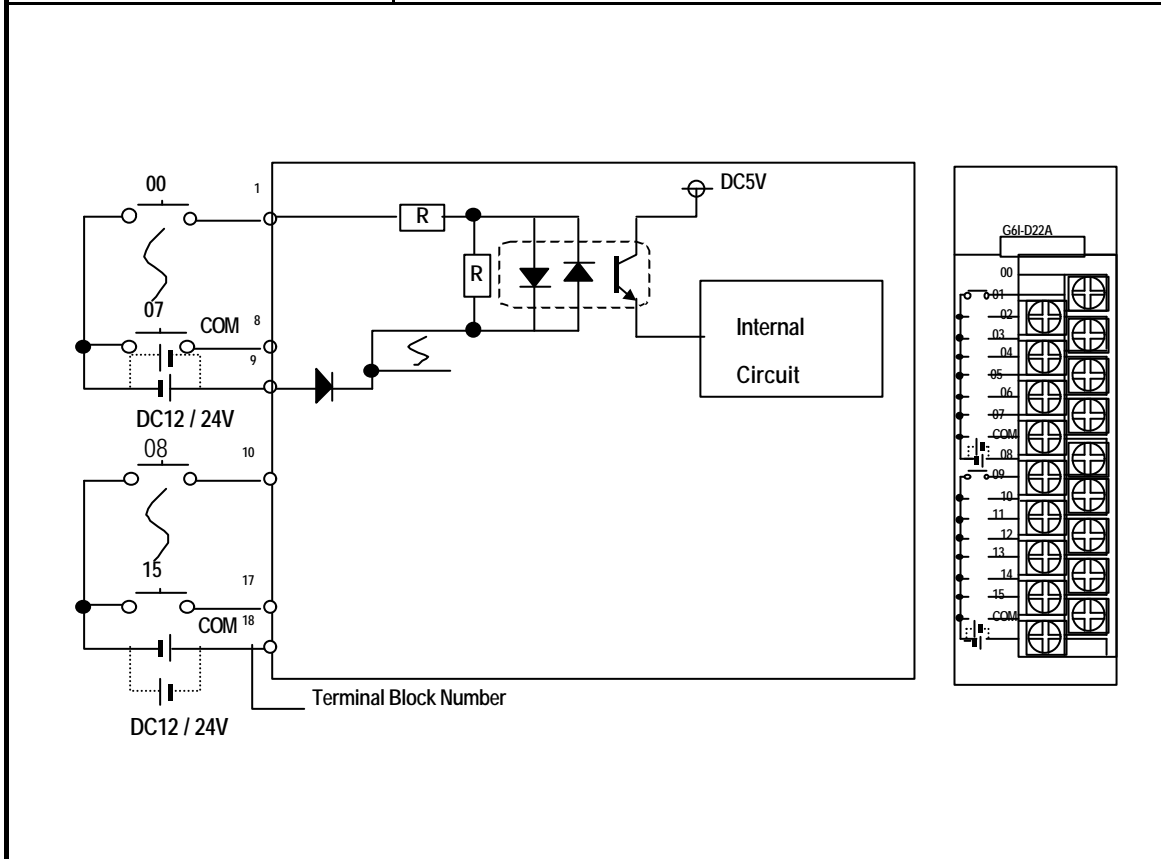 00
1
R
DC5V
R
07
COM
8
9
Internal
Circuit
DC12 / 24V
08
10
15
17
COM
18
Terminal Block Number
DC12 / 24V
G6I-D22A
00
01
02
03
04
05
06
07
COM
08
09
10
11
12
13
14
15
COM